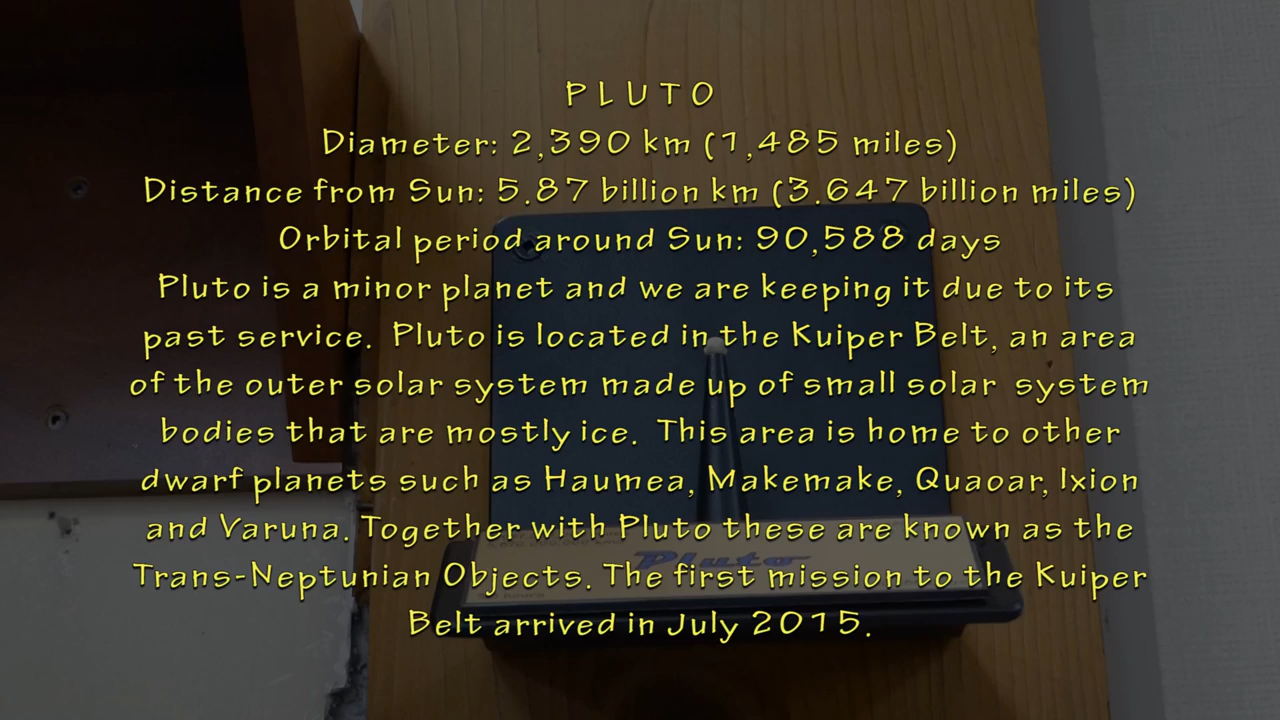 PLUTO
Diameter: 2,390 km (1,485 miles)
Distance from Sun: 5.87 billion km (3.647 billion miles)
Orbital period around Sun: 90,588 days
Pluto is a minor planet and we are keeping it due to its
past service. Pluto is located in the Kuiper Belt, an area
of the outer solar system made up of small solar system
bodies that are mostly ice. This area is home to other
dwarf planets such as Haumea, Makemake, Quaoar, Ixion
and Varuna. Together with Pluto these are known as the
Pluto
Trans-Neptunian Objects. The first mission to the Kuiper
Belt arrived in July 2015.